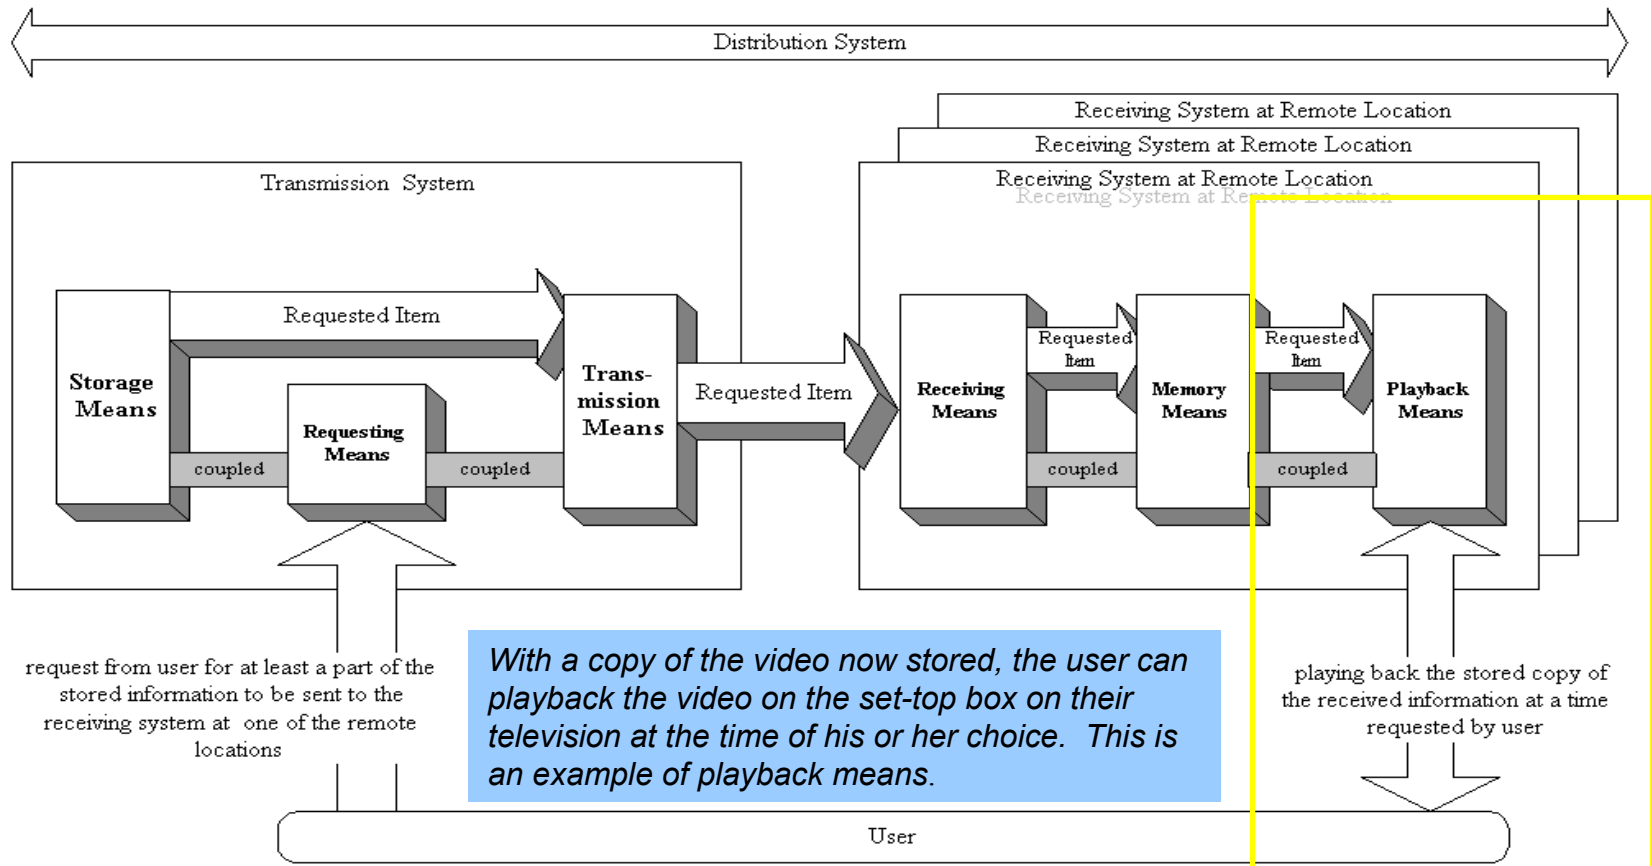 Distribution System
Receiving System at Remote Location
Receiving System at Remote Location
Receiving System at Remote Location
Receiving System at Remote Location
Transmission System
Storage
Means
Requested Item
Requesting
Means
coupled
coupled
Trans-
mission
Means
Requested Item
Receiving
Means
Requested
Item
coupled
Memory
Means
Requested
Item
coupled
Playback
Means
request from user for at least a part of the
stored information to be sent to the
receiving system at one of the remote
locations
With a copy of the video now stored, the user can
playback the video on the set-top box on their
television at the time of his or her choice. This is
an example of playback means.
playing back the stored copy of
the received information at a time
requested by user
User